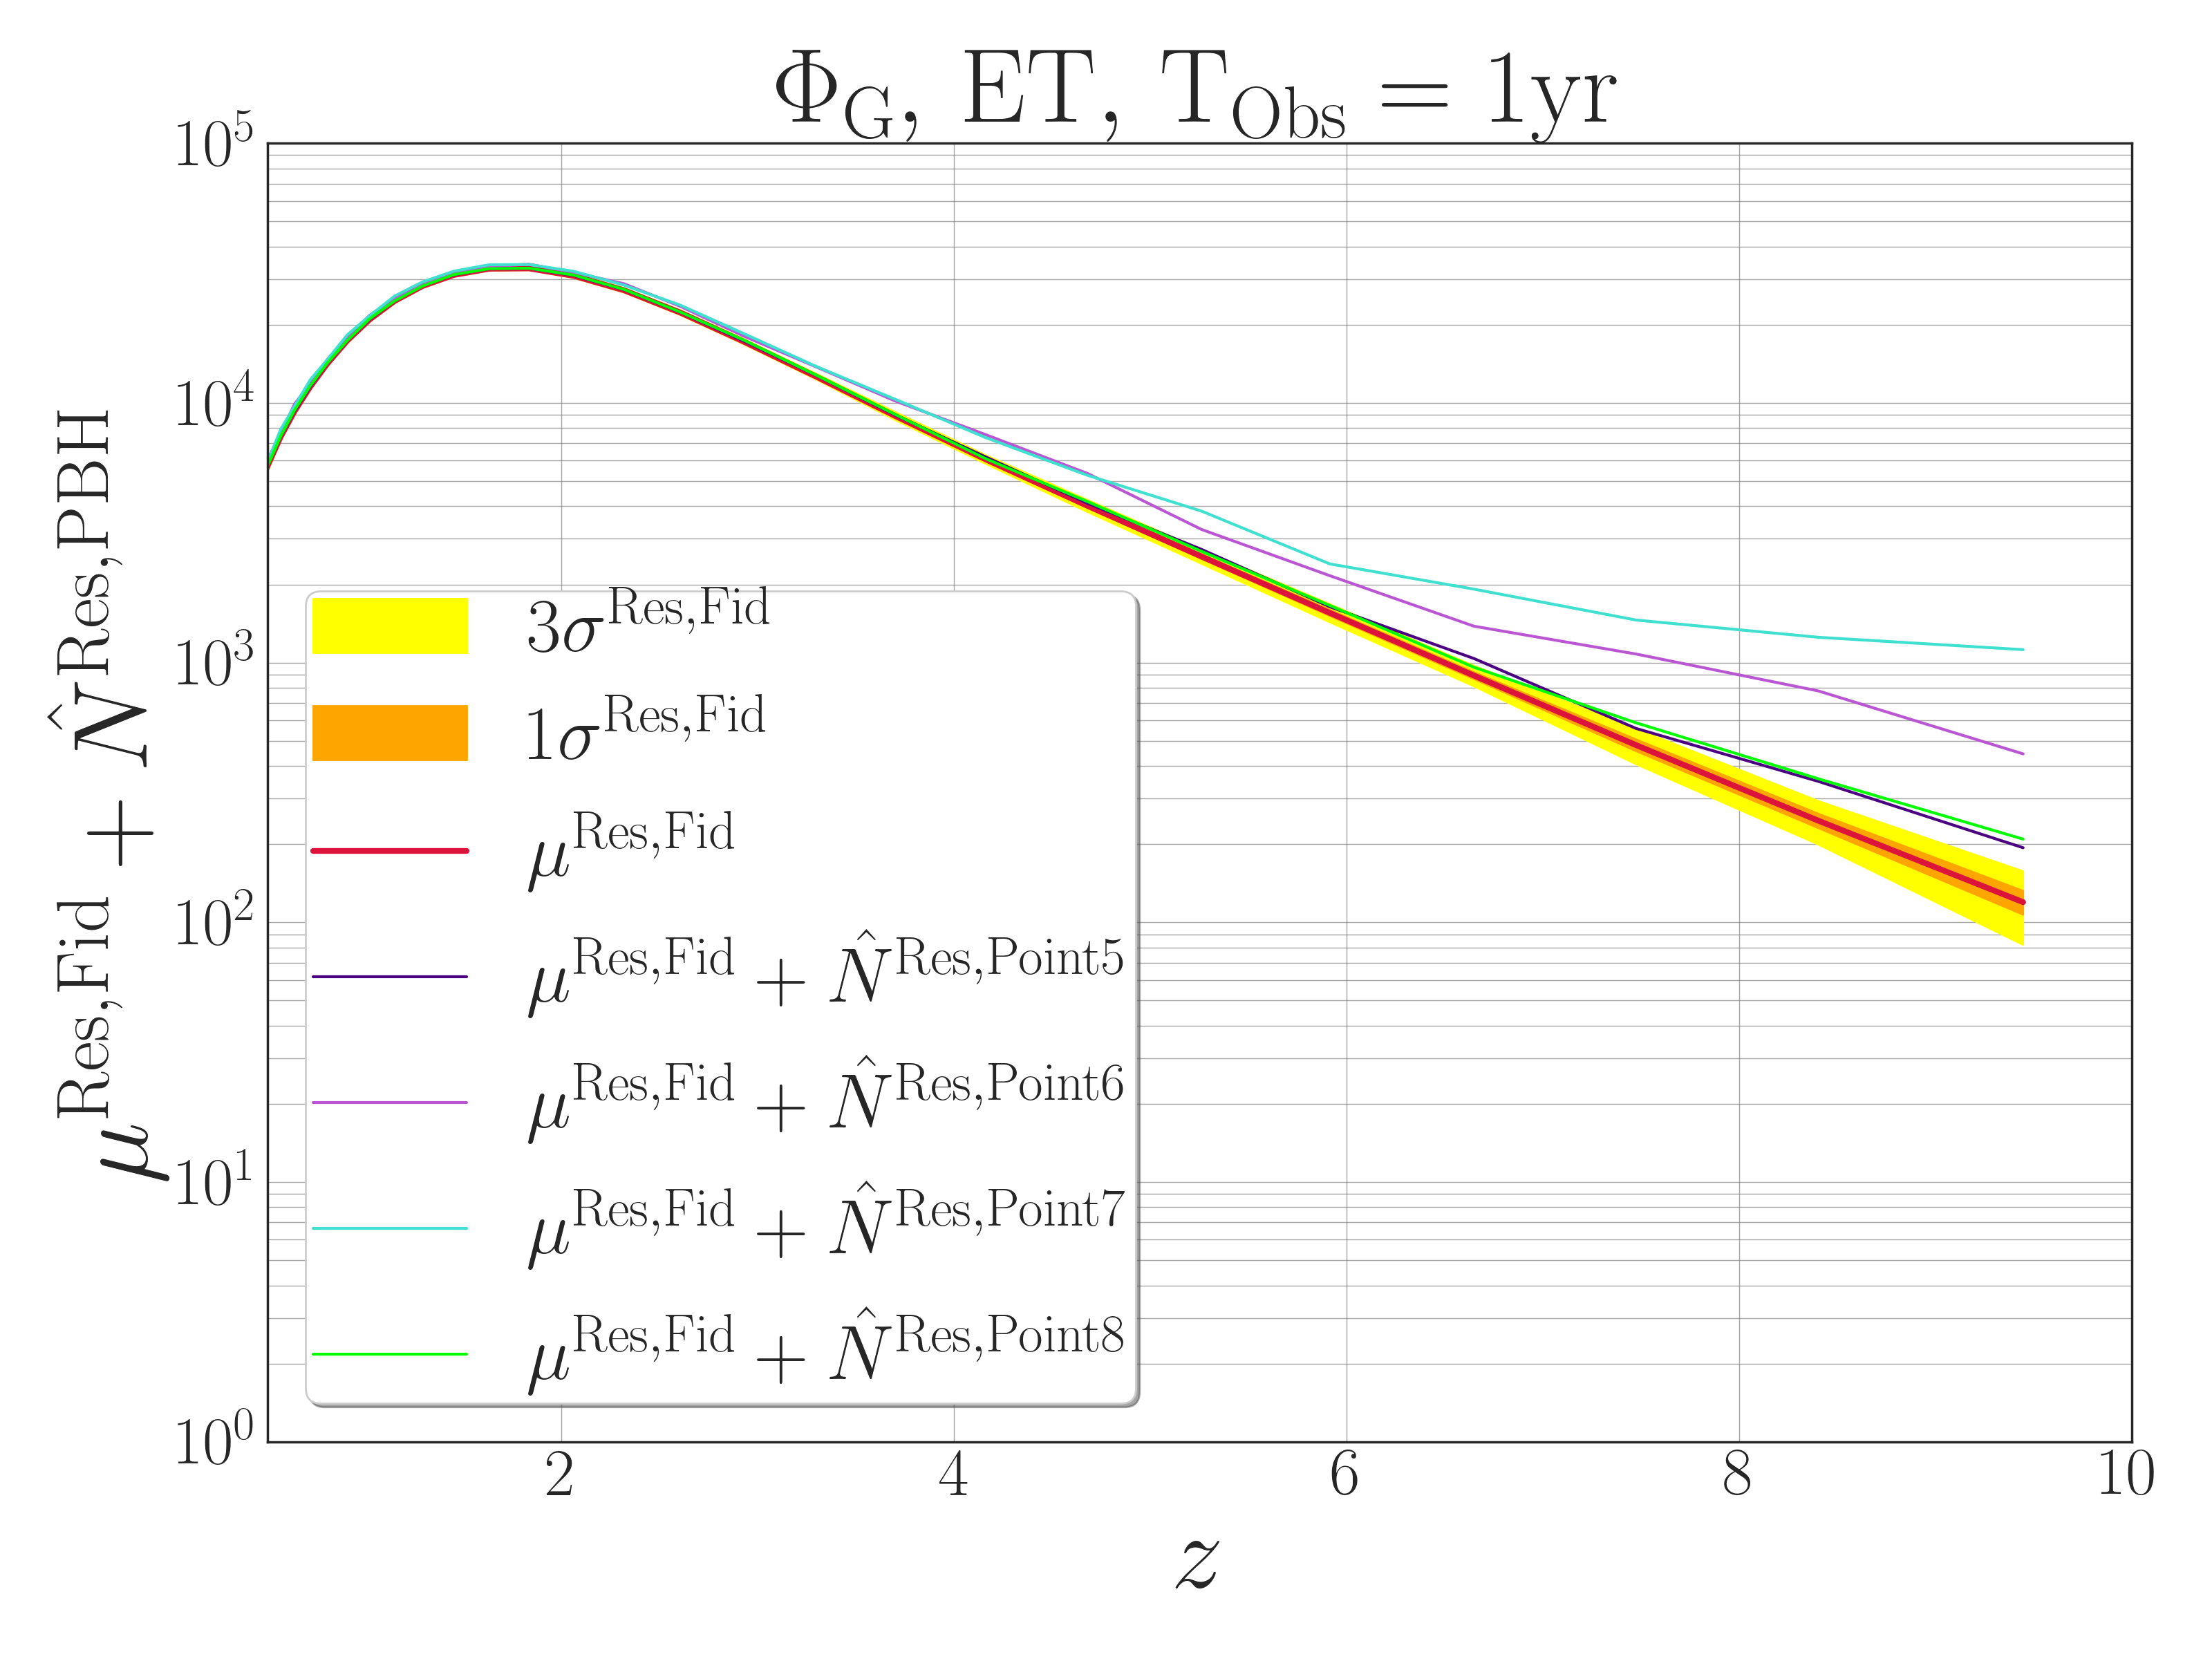 Φ_G, ET, T_Obs = 1yr
μ^Res,Fid + N̂^Res,PBH
10^5
10^4
10^3
10^2
10^1
10^0
3σ^Res,Fid
1σ^Res,Fid
μ^Res,Fid
μ^Res,Fid + N̂^Res,Point5
μ^Res,Fid + N̂^Res,Point6
μ^Res,Fid + N̂^Res,Point7
μ^Res,Fid + N̂^Res,Point8
2 4 6 8 10
z